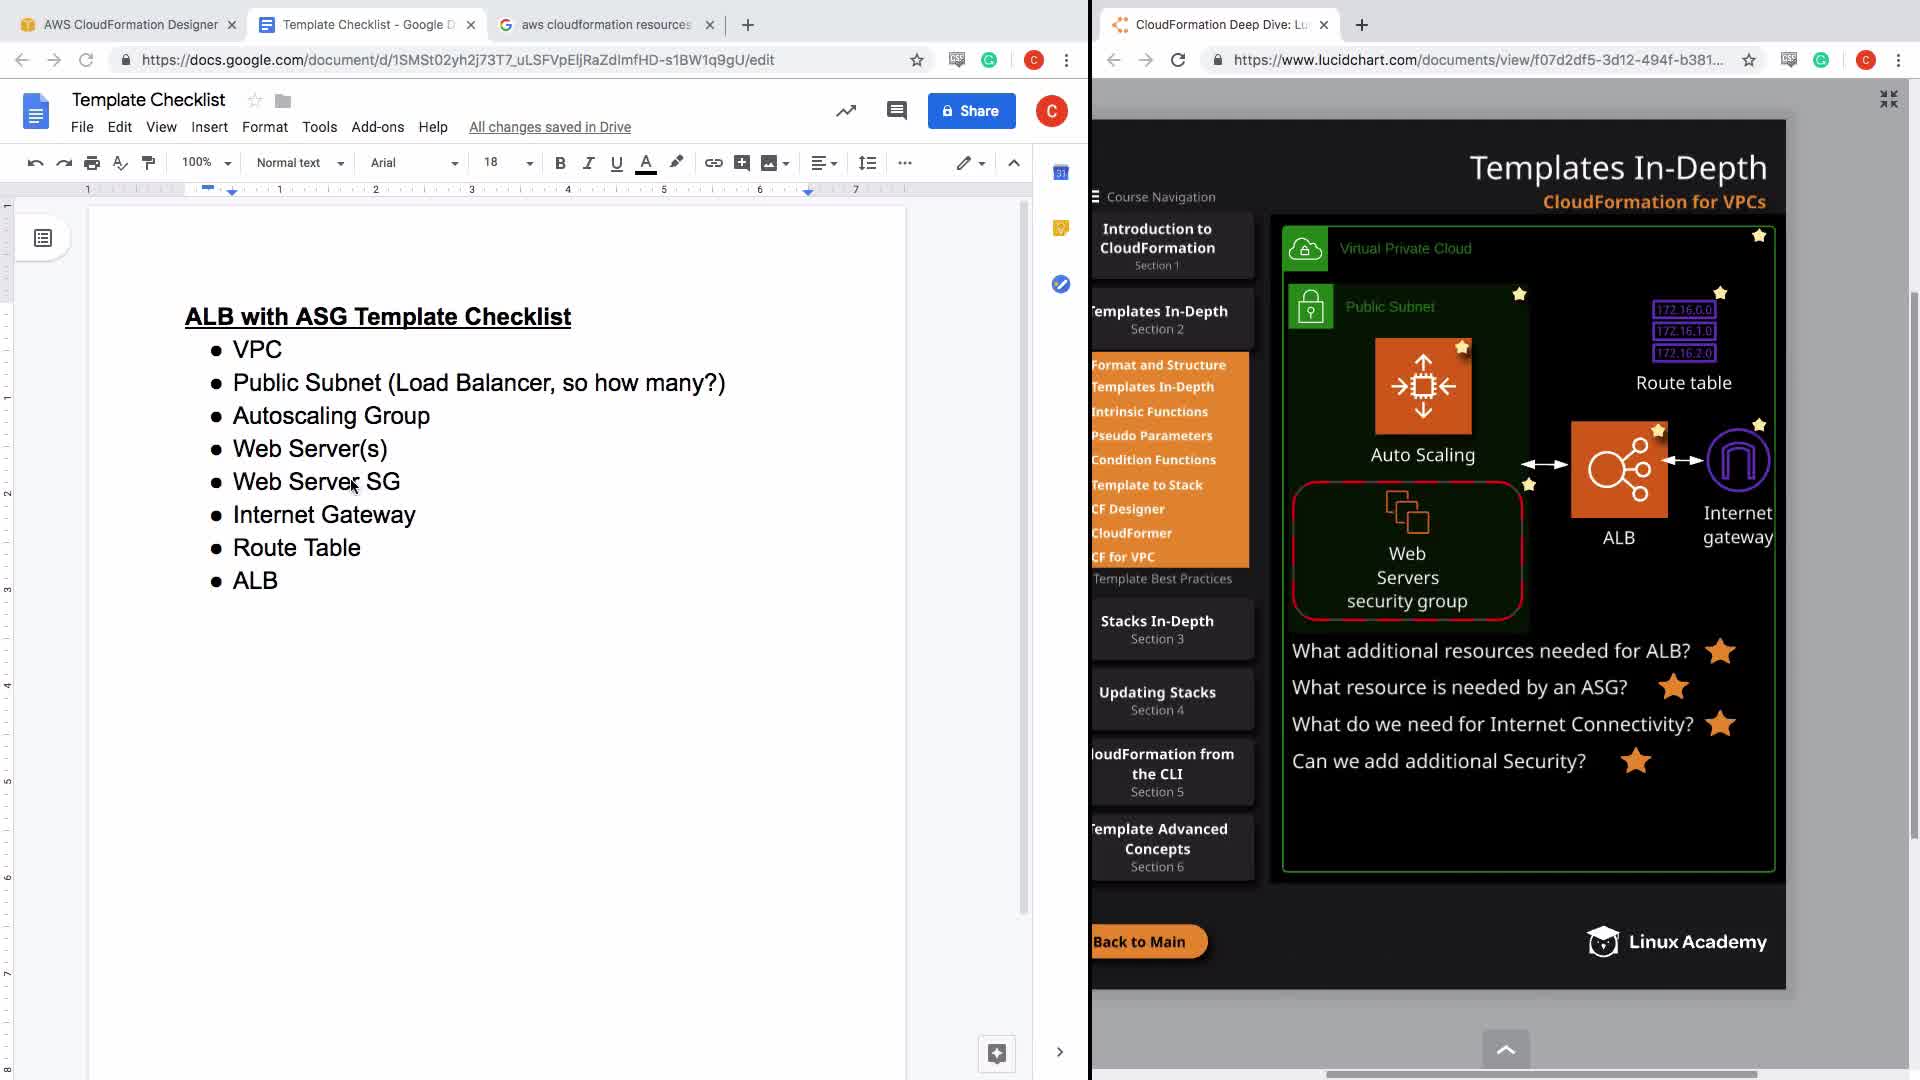 AWS CloudFormation Designer
Template Checklist - Google D
aws cloudformation resources
https://docs.google.com/document/d/1SMSt02yh2j73T7_uLSFVpEljRaZdImfHD-s1BW1q9gU/edit
Template Checklist
File Edit View Insert Format Tools Add-ons Help All changes saved in Drive
Share
C
100% Normal text Arial 18 B I U A
1 1 2 3 4 5 6 7
ALB with ASG Template Checklist
● VPC
● Public Subnet (Load Balancer, so how many?)
● Autoscaling Group
● Web Server(s)
● Web Server SG
● Internet Gateway
● Route Table
● ALB
CloudFormation Deep Dive: Lu
https://www.lucidchart.com/documents/view/f07d2df5-3d12-494f-b381...
Templates In-Depth
CloudFormation for VPCs
Course Navigation
Introduction to
CloudFormation
Section 1
Templates In-Depth
Section 2
Format and Structure
Templates In-Depth
Intrinsic Functions
Pseudo Parameters
Condition Functions
Template to Stack
CF Designer
CloudFormer
CF for VPC
Template Best Practices
Stacks In-Depth
Section 3
Updating Stacks
Section 4
loudFormation from
the CLI
Section 5
Template Advanced
Concepts
Section 6
Back to Main
Virtual Private Cloud
Public Subnet
Auto Scaling
Web
Servers
security group
172.16.0.0
172.16.1.0
172.16.2.0
Route table
ALB
Internet
gateway
What additional resources needed for ALB?
What resource is needed by an ASG?
What do we need for Internet Connectivity?
Can we add additional Security?
Linux Academy